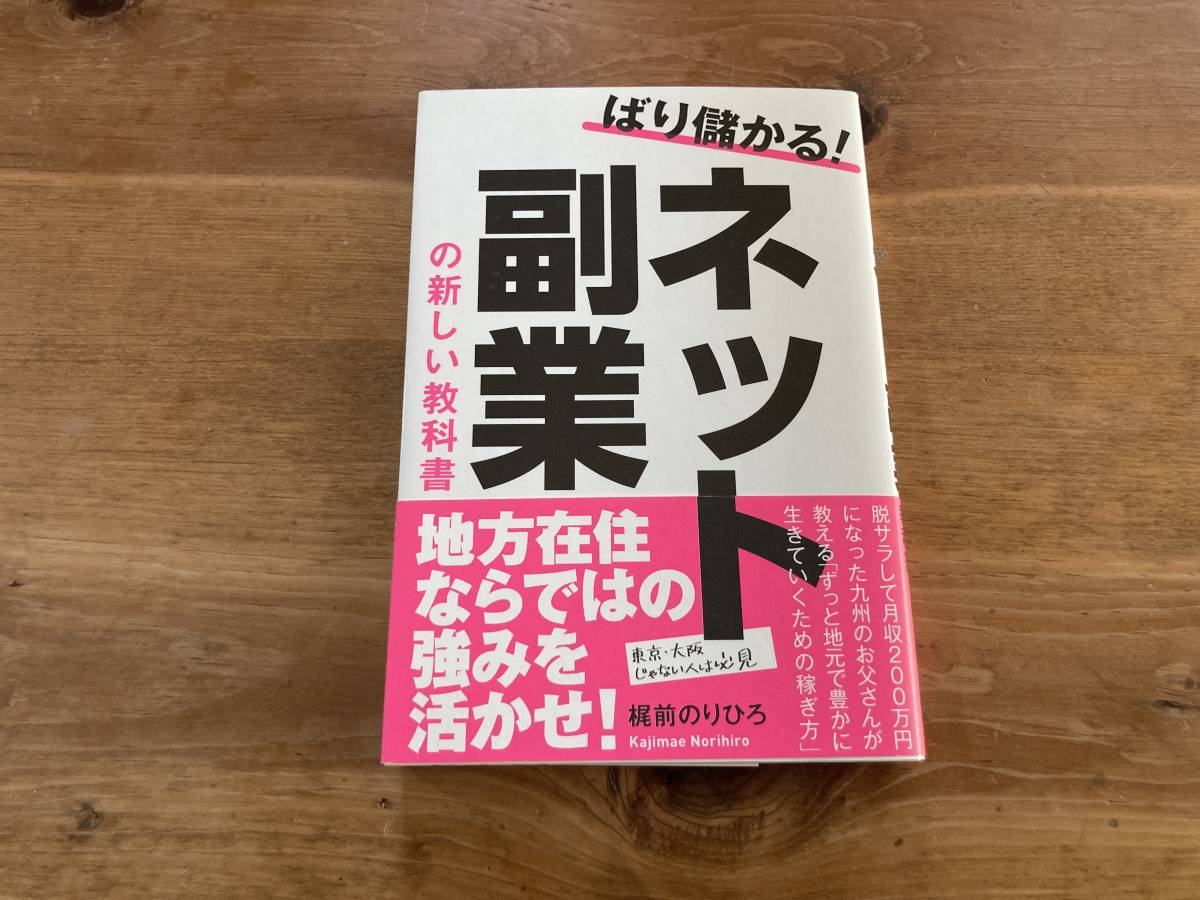 ばり儲かる!
ネット
副業
の新しい教科書
地方在住
ならではの
強みを
活かせ!
東京・大阪
じゃない人は必見
梶前のりひろ
Kajimae Norihiro
脱サラして月収200万円
になった九州のお父さんが
教える「ずっと地元で豊かに
生きていくための稼ぎ方」